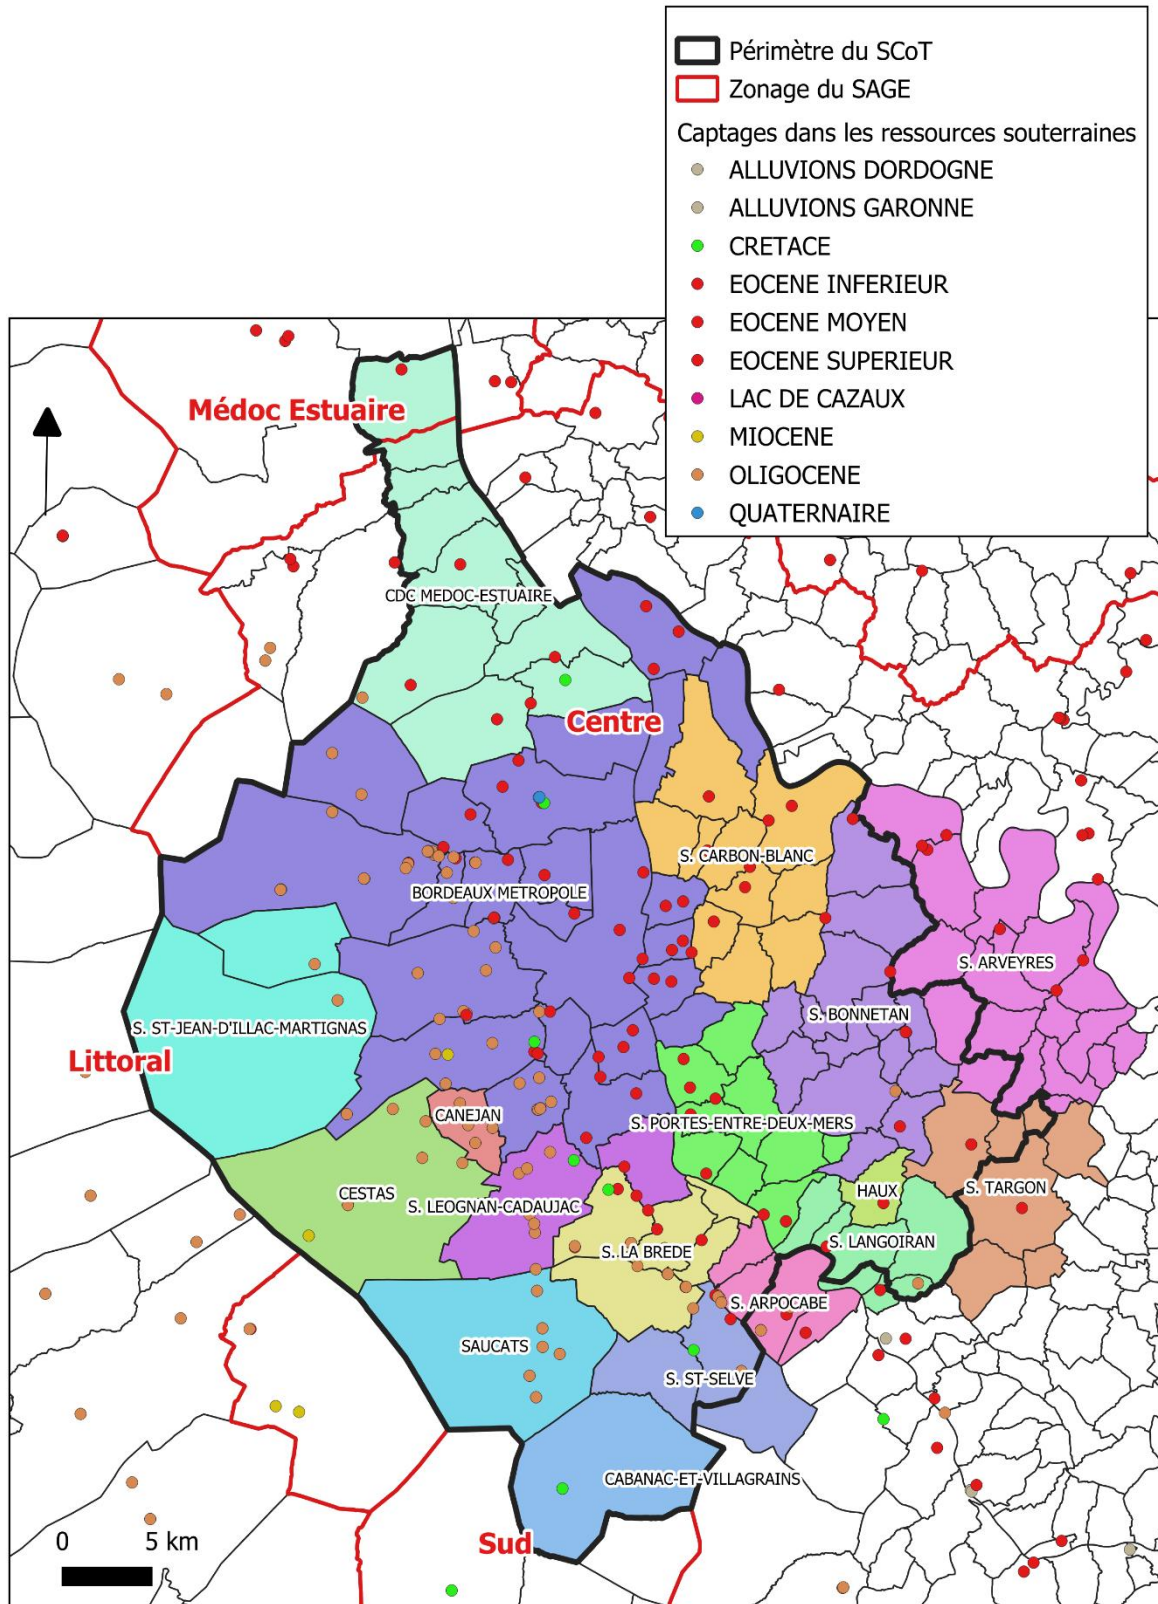 Périmètre du SCoT
Zonage du SAGE
Captages dans les ressources souterraines
ALLUVIONS DORDOGNE
ALLUVIONS GARONNE
CRETACE
EOCENE INFERIEUR
EOCENE MOYEN
EOCENE SUPERIEUR
LAC DE CAZAUX
MIOCENE
OLIGOCENE
QUATERNAIRE
Médoc Estuaire
CDC MEDOC-ESTUAIRE
Centre
S. CARBON-BLANC
BORDEAUX METROPOLE
S. ARVEYRES
S. BONNETAN
S. ST-JEAN-D'ILLAC-MARTIGNAS
Littoral
CANEJAN
S. PORTES-ENTRE-DEUX-MERS
CESTAS
HAUX
S. TARGON
S. LEOGNAN-CADAUJAC
S. LANGOIRAN
S. LA BREDE
S. ARPOCABE
SAUCATS
S. ST-SELVE
CABANAC-ET-VILLAGRAINS
Sud
0 5 km